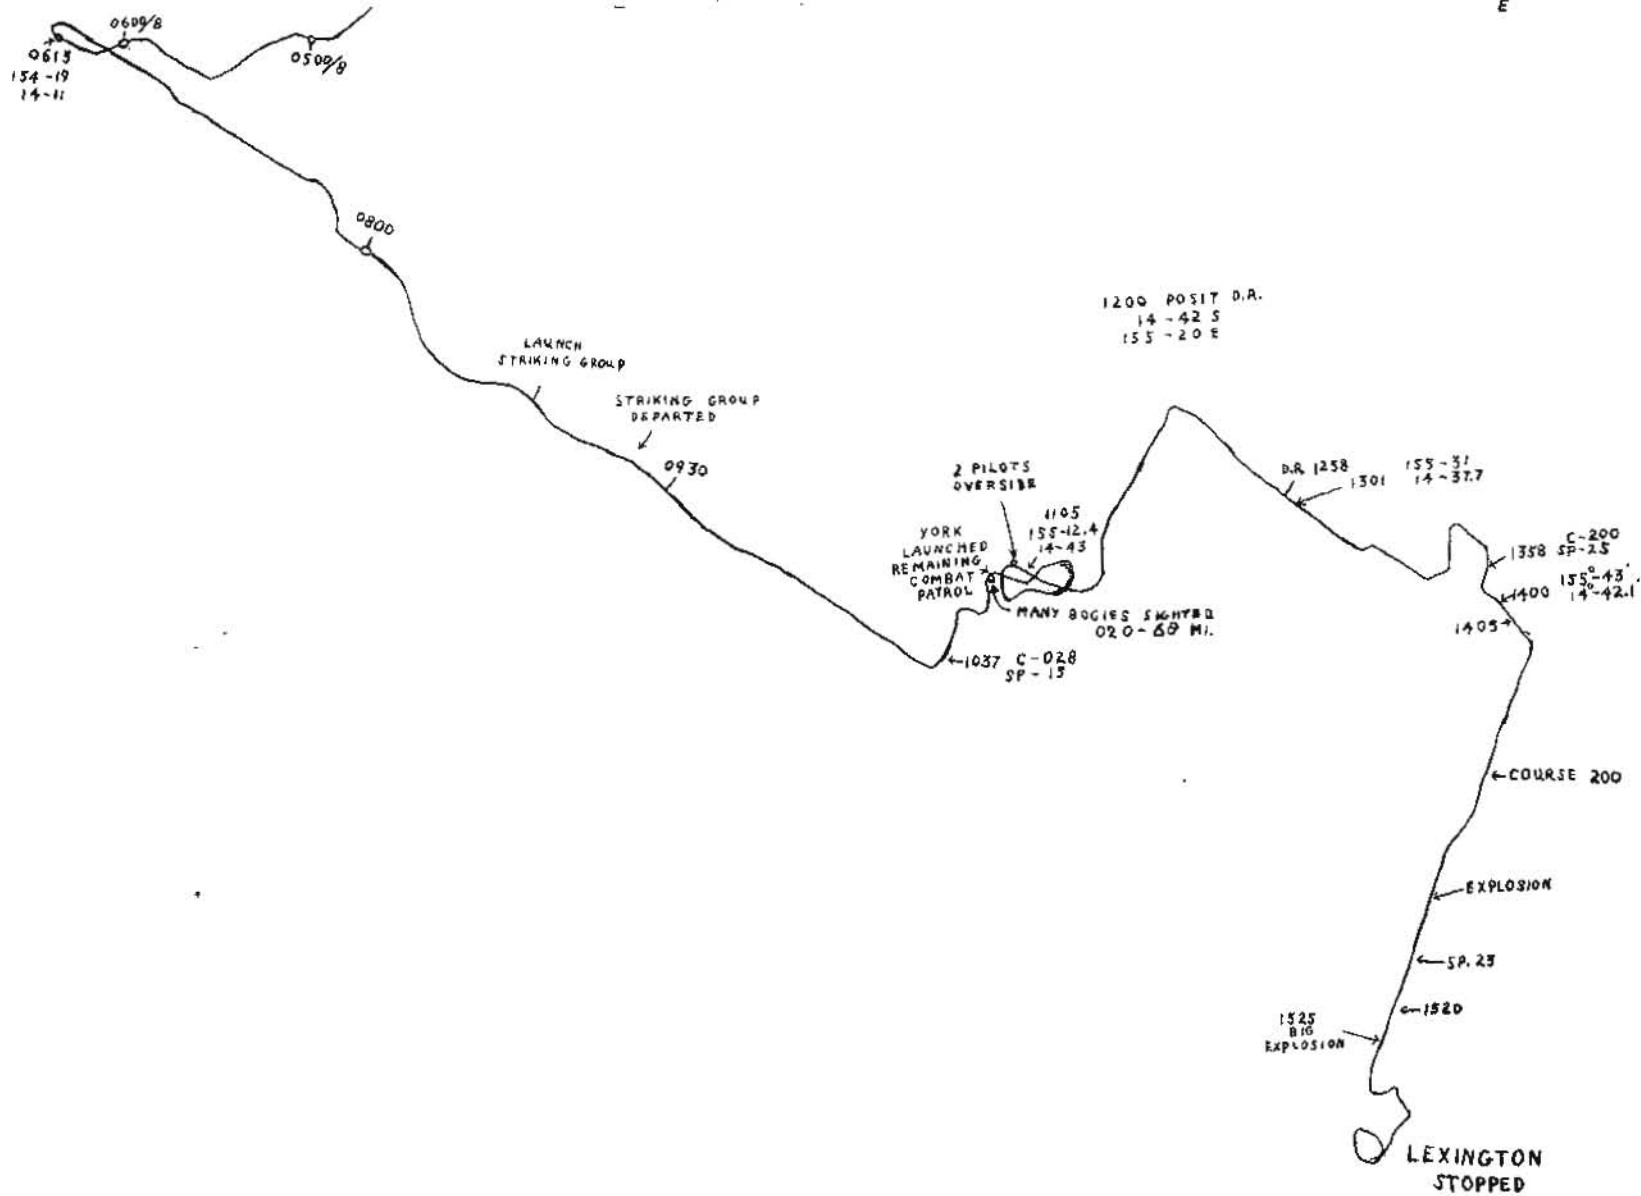 E
0600/8
0500/8
0615
154-19
14-11
0800
1200 POSIT D.R.
14-42 S
155-20 E
LAUNCH
STRIKING GROUP
STRIKING GROUP
DEPARTED
0930
2 PILOTS
OVERSIDE
D.R 1258
1301
155-31
14-37.7
1105
155-12.4
14-43
YORK
LAUNCHED
REMAINING
COMBAT
PATROL
MANY BOGIES SIGHTED
020-68 MI.
1037 C-028
SP-15
1358 C-200
SP-25
1400 155°-43'
14°-42.1'
1405
COURSE 200
EXPLOSION
SP. 25
1520
1525
BIG
EXPLOSION
LEXINGTON
STOPPED